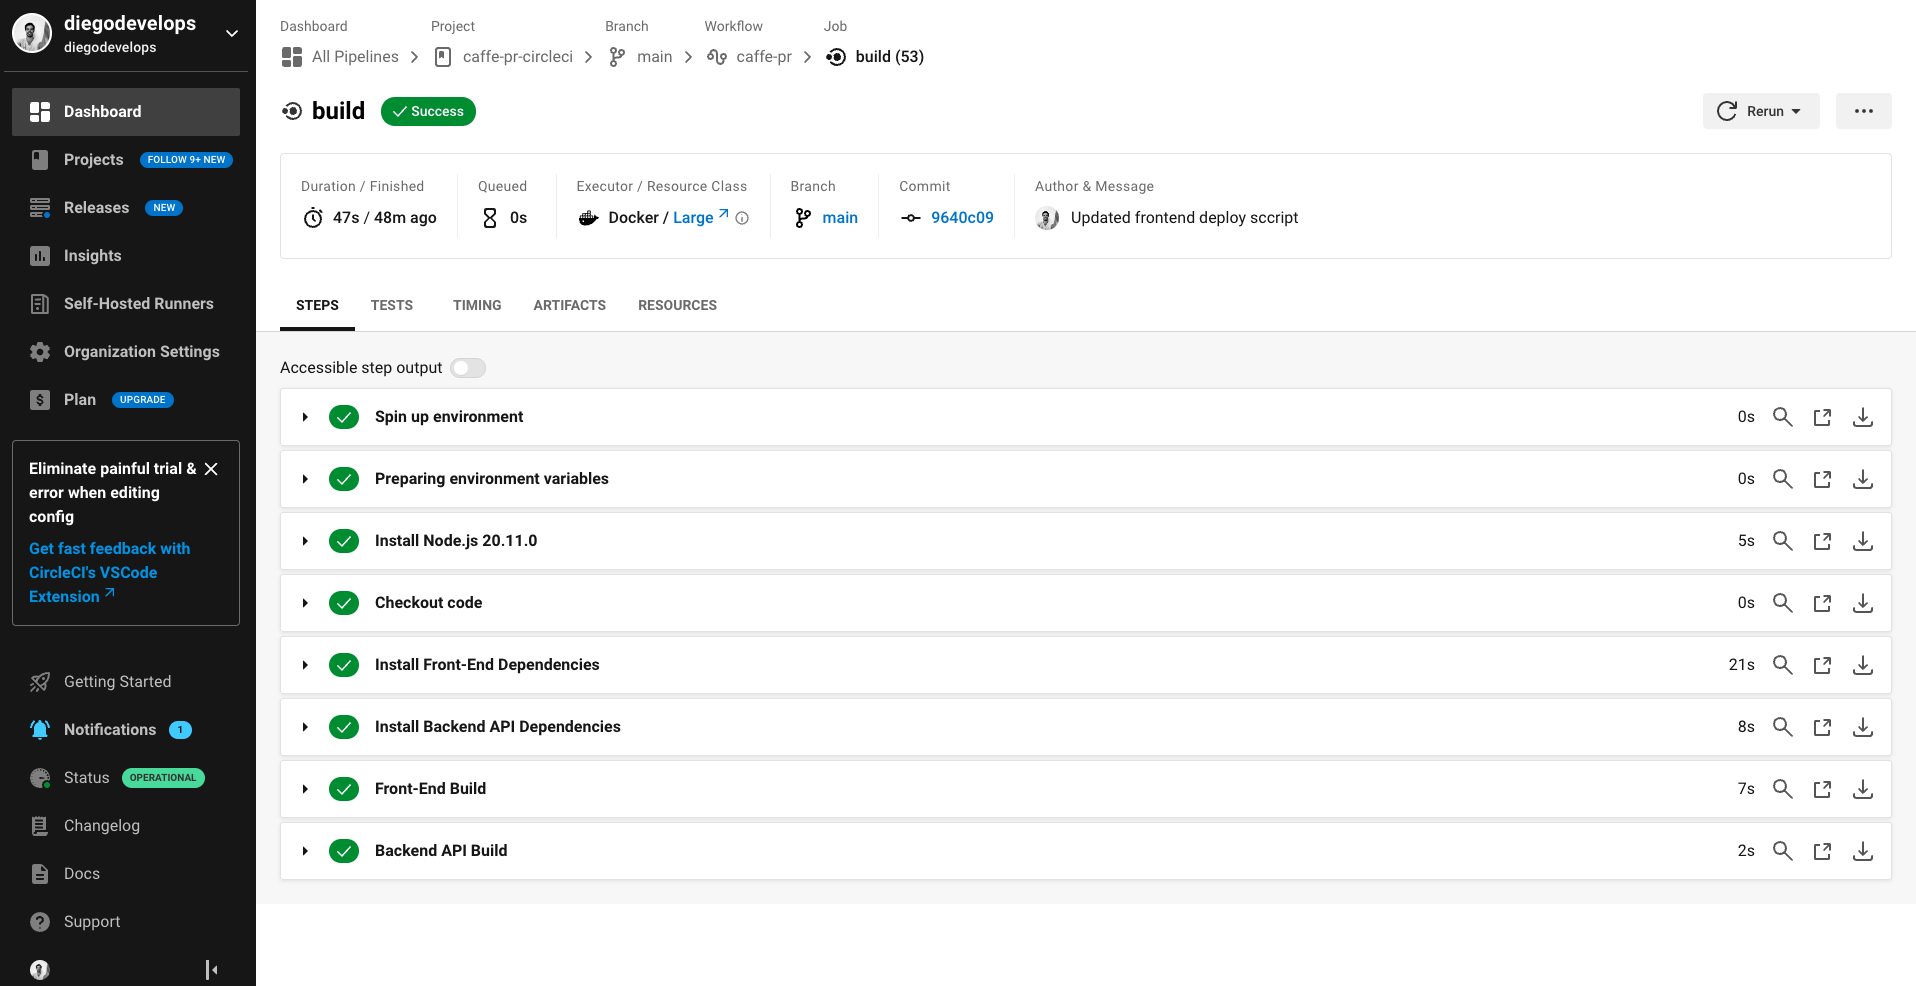 diegodevelops
diegodevelops
Dashboard
Projects FOLLOW 9+ NEW
Releases NEW
Insights
Self-Hosted Runners
Organization Settings
Plan UPGRADE
Eliminate painful trial &
error when editing
config
Get fast feedback with
CircleCI's VSCode
Extension
Getting Started
Notifications 1
Status OPERATIONAL
Changelog
Docs
Support
Dashboard Project Branch Workflow Job
All Pipelines caffe-pr-circleci main caffe-pr build (53)
build Success
Rerun
Duration / Finished Queued Executor / Resource Class Branch Commit Author & Message
47s / 48m ago 0s Docker / Large main 9640c09 Updated frontend deploy sccript
STEPS TESTS TIMING ARTIFACTS RESOURCES
Accessible step output
Spin up environment 0s
Preparing environment variables 0s
Install Node.js 20.11.0 5s
Checkout code 0s
Install Front-End Dependencies 21s
Install Backend API Dependencies 8s
Front-End Build 7s
Backend API Build 2s